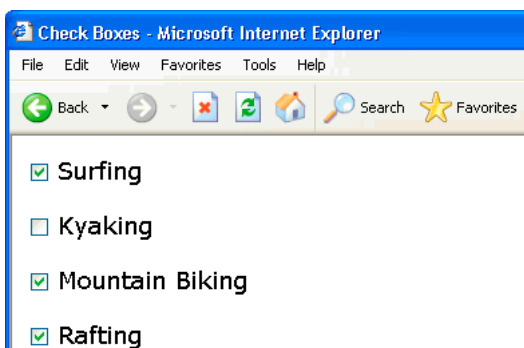 Check Boxes - Microsoft Internet Explorer
File Edit View Favorites Tools Help
Back Search Favorites
Surfing
Kyaking
Mountain Biking
Rafting